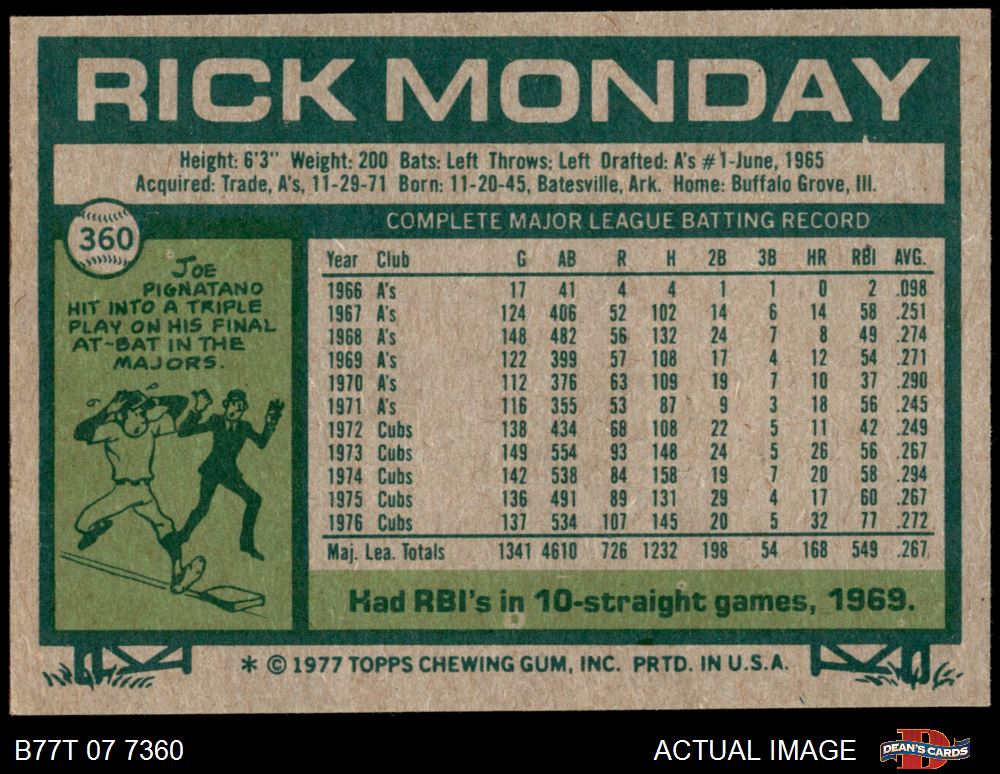 RICK MONDAY
Height: 6'3" Weight: 200 Bats: Left Throws: Left Drafted: A's #1-June, 1965
Acquired: Trade, A's, 11-29-71 Born: 11-20-45, Batesville, Ark. Home: Buffalo Grove, Ill.
360
JOE
PIGNATANO
HIT INTO A TRIPLE
PLAY ON HIS FINAL
AT-BAT IN THE
MAJORS.
COMPLETE MAJOR LEAGUE BATTING RECORD
Year Club G AB R H 2B 3B HR RBI AVG.
1966 A's 17 41 4 4 1 1 0 2 .098
1967 A's 124 406 52 102 14 6 14 58 .251
1968 A's 148 482 56 132 24 7 8 49 .274
1969 A's 122 399 57 108 17 4 12 54 .271
1970 A's 112 376 63 109 19 7 10 37 .290
1971 A's 116 355 53 87 9 3 18 56 .245
1972 Cubs 138 434 68 108 22 5 11 42 .249
1973 Cubs 149 554 93 148 24 5 26 56 .267
1974 Cubs 142 538 84 158 19 7 20 58 .294
1975 Cubs 136 491 89 131 29 4 17 60 .267
1976 Cubs 137 534 107 145 20 5 32 77 .272
Maj. Lea. Totals 1341 4610 726 1232 198 54 168 549 .267
Had RBI's in 10-straight games, 1969.
* © 1977 TOPPS CHEWING GUM, INC. PRTD. IN U.S.A.
B77T 07 7360 ACTUAL IMAGE DEAN'S CARDS